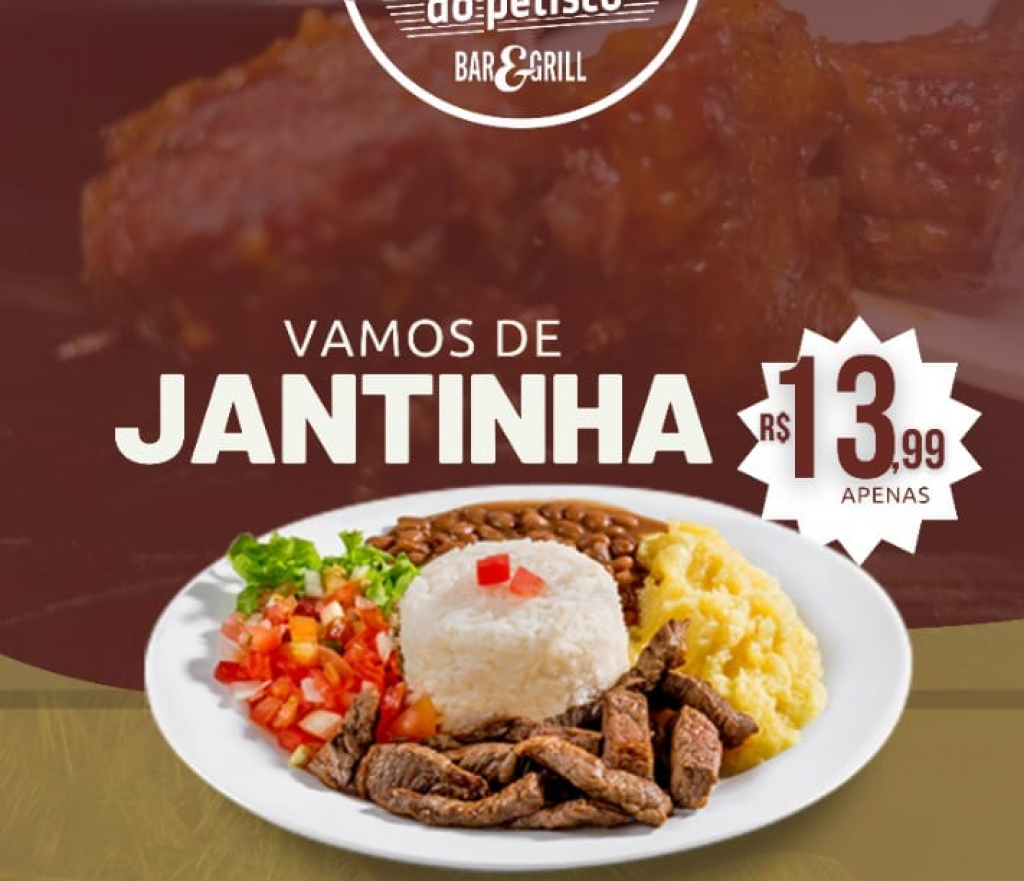 do petisco
BAR & GRILL
VAMOS DE
JANTINHA
R$ 13,99
APENAS